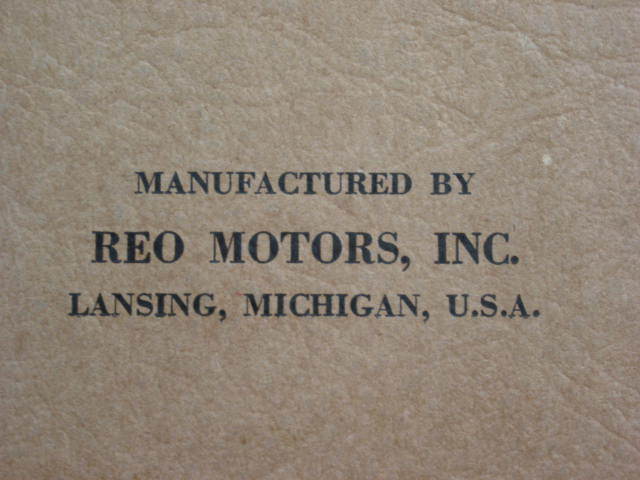 MANUFACTURED BY
REO MOTORS, INC.
LANSING, MICHIGAN, U.S.A.